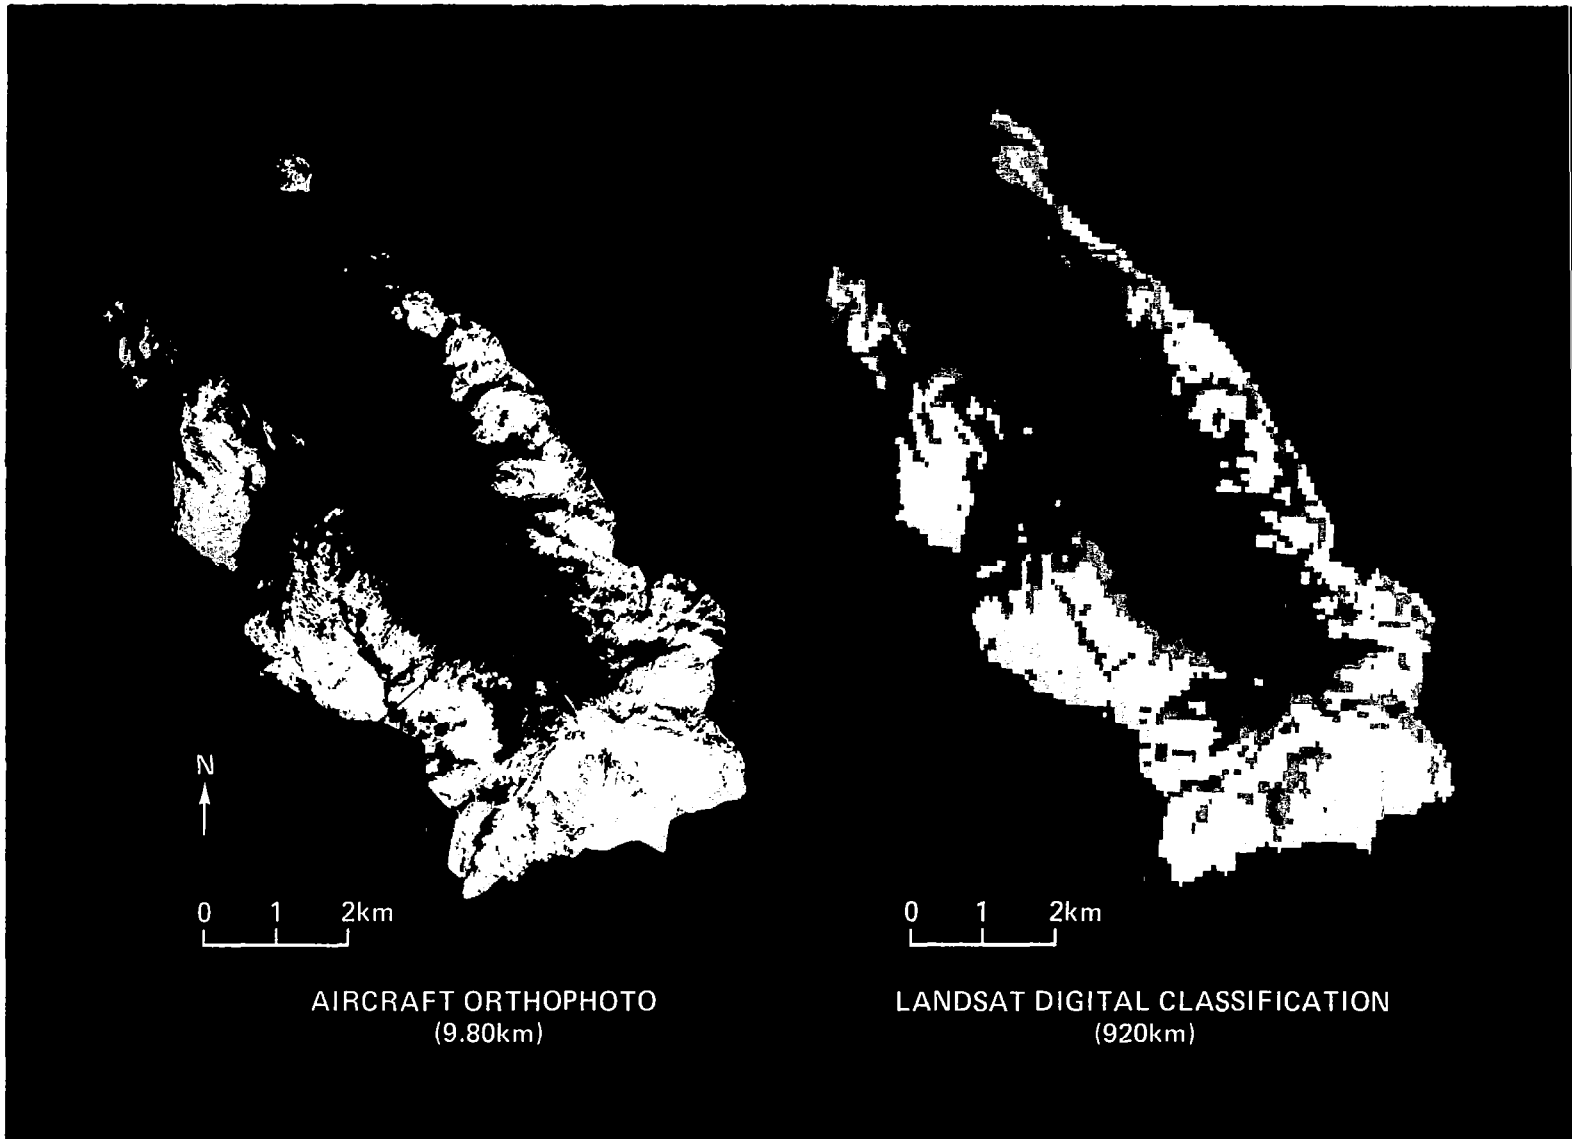 N
0 1 2km
0 1 2km
AIRCRAFT ORTHOPHOTO
(9.80km)
LANDSAT DIGITAL CLASSIFICATION
(920km)